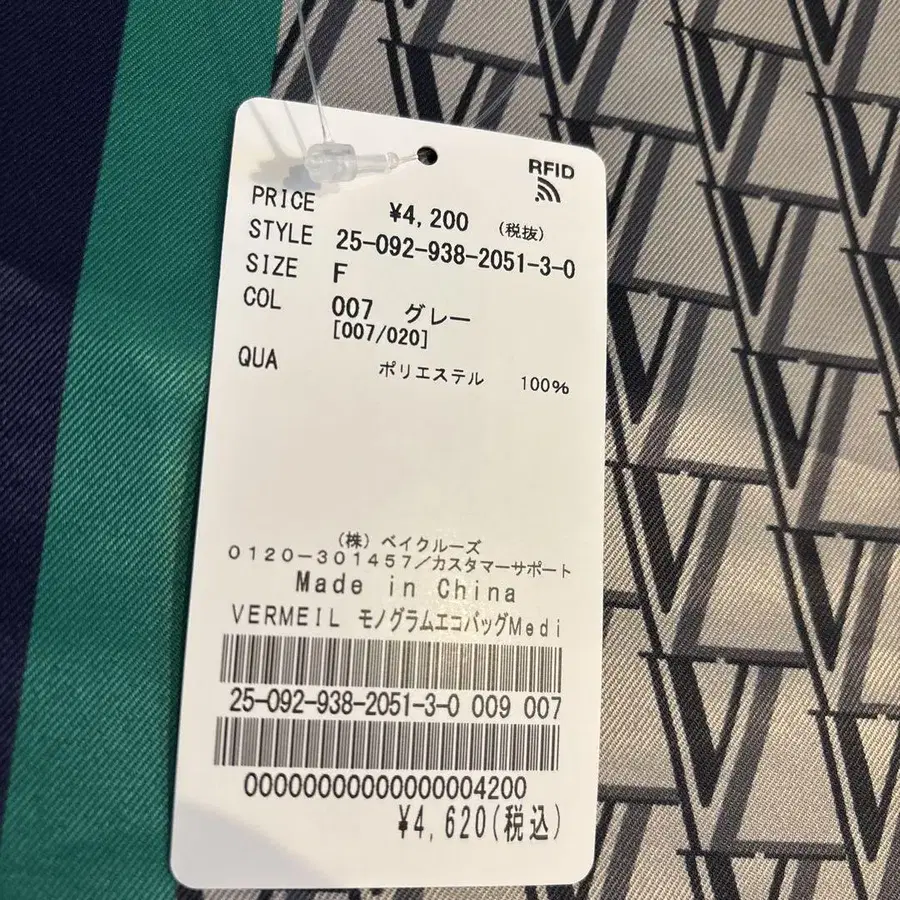 RFID
PRICE ¥4,200 (税抜)
STYLE 25-092-938-2051-3-0
SIZE F
COL 007 グレー
[007/020]
QUA ポリエステル 100%
(株)ベイクルーズ
0120-301457/カスタマーサポート
Made in China
VERMEIL モノグラムエコバッグMedi
25-092-938-2051-3-0 009 007
00000000000000004200
¥4,620(税込)